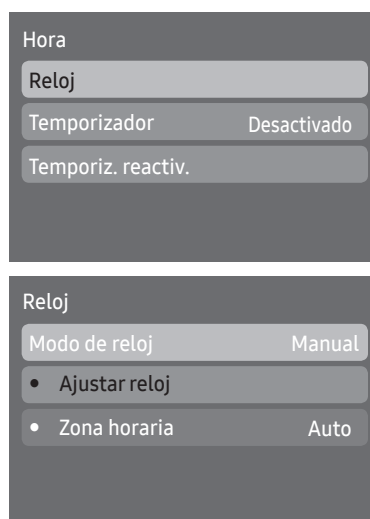 Hora
Reloj
Temporizador Desactivado
Temporiz. reactiv.
Reloj
Modo de reloj Manual
• Ajustar reloj
• Zona horaria Auto